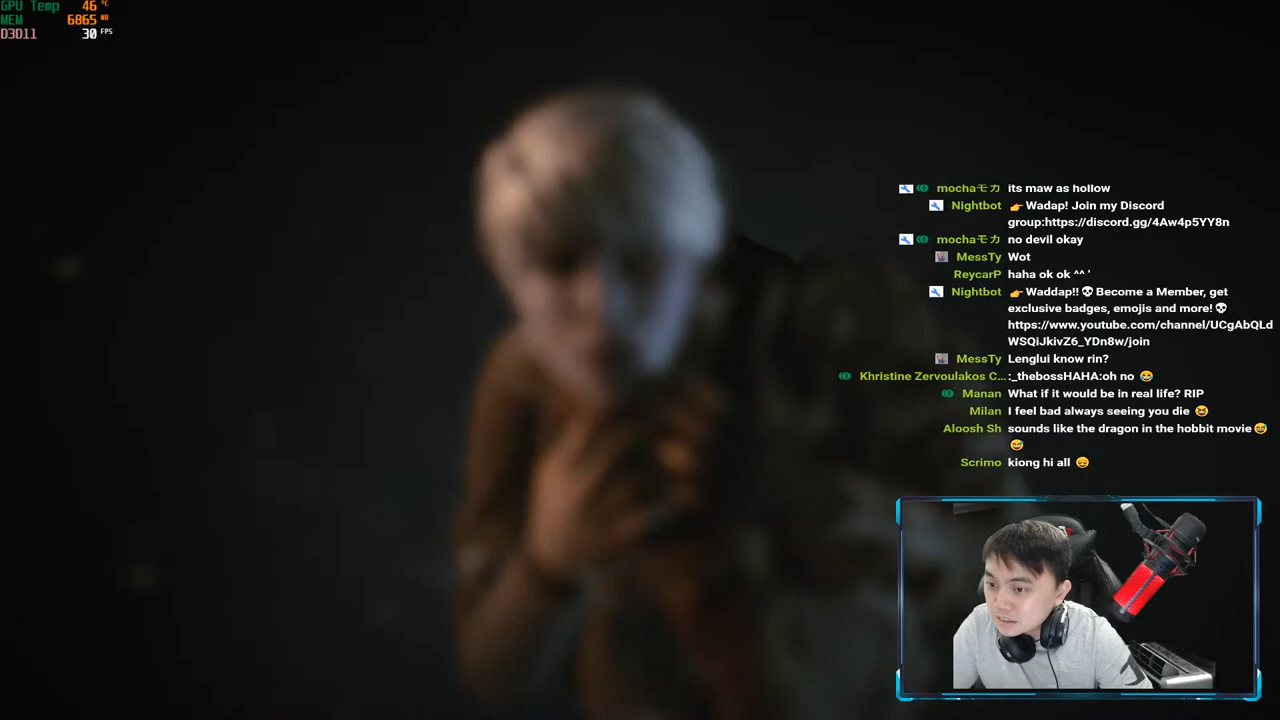 GPU Temp 46 °C
MEM 6865 MB
D3D11 30 FPS
mochaモカ its maw as hollow
Nightbot 👉Wadap! Join my Discord
group:https://discord.gg/4Aw4p5YY8n
mochaモカ no devil okay
MessTy Wot
ReycarP haha ok ok ^^ '
Nightbot 👉Waddap!!💀Become a Member, get
exclusive badges, emojis and more!💀
https://www.youtube.com/channel/UCgAbQLd
WSQiJkivZ6_YDn8w/join
MessTy Lenglui know rin?
Khristine Zervoulakos C... :_thebossHAHA:oh no 😂
Manan What if it would be in real life? RIP
Milan I feel bad always seeing you die 😆
Aloosh Sh sounds like the dragon in the hobbit movie😅
😅
Scrimo kiong hi all 😄